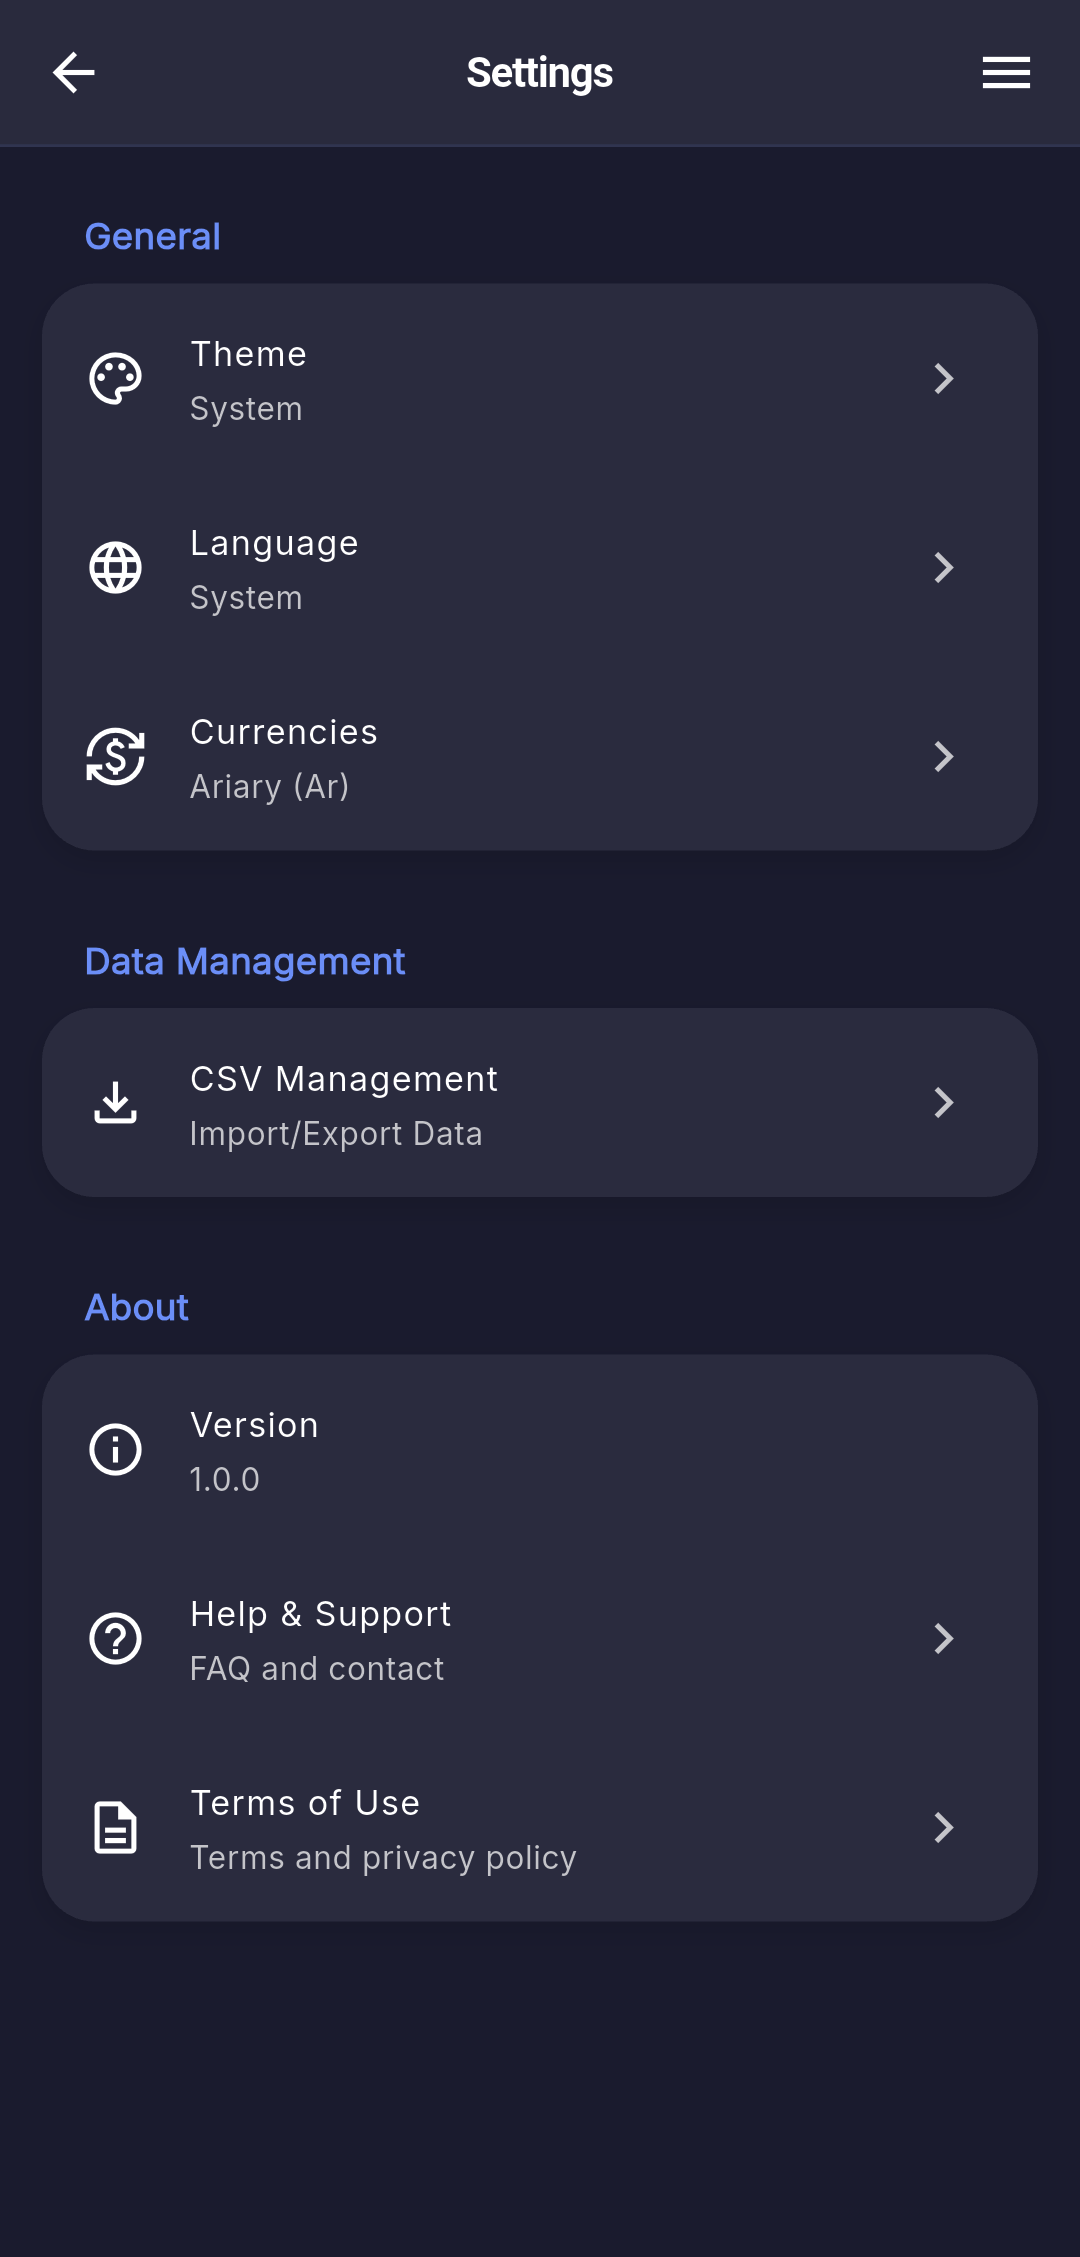 Settings
General
Theme
System
Language
System
Currencies
Ariary (Ar)
Data Management
CSV Management
Import/Export Data
About
Version
1.0.0
Help & Support
FAQ and contact
Terms of Use
Terms and privacy policy